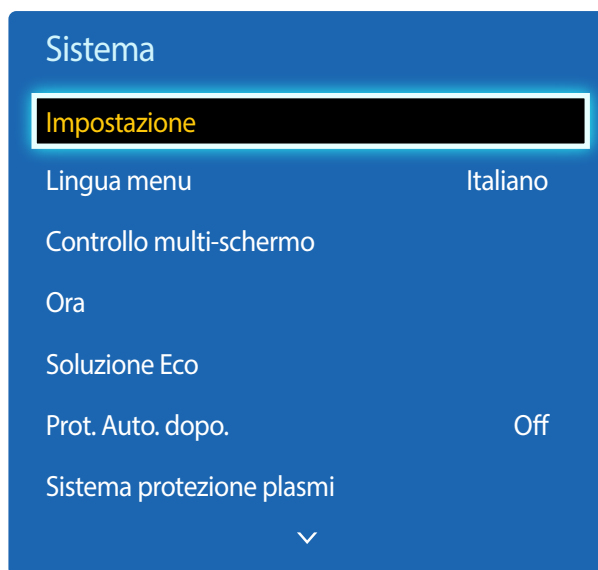 Sistema
Impostazione
Lingua menu Italiano
Controllo multi-schermo
Ora
Soluzione Eco
Prot. Auto. dopo. Off
Sistema protezione plasmi